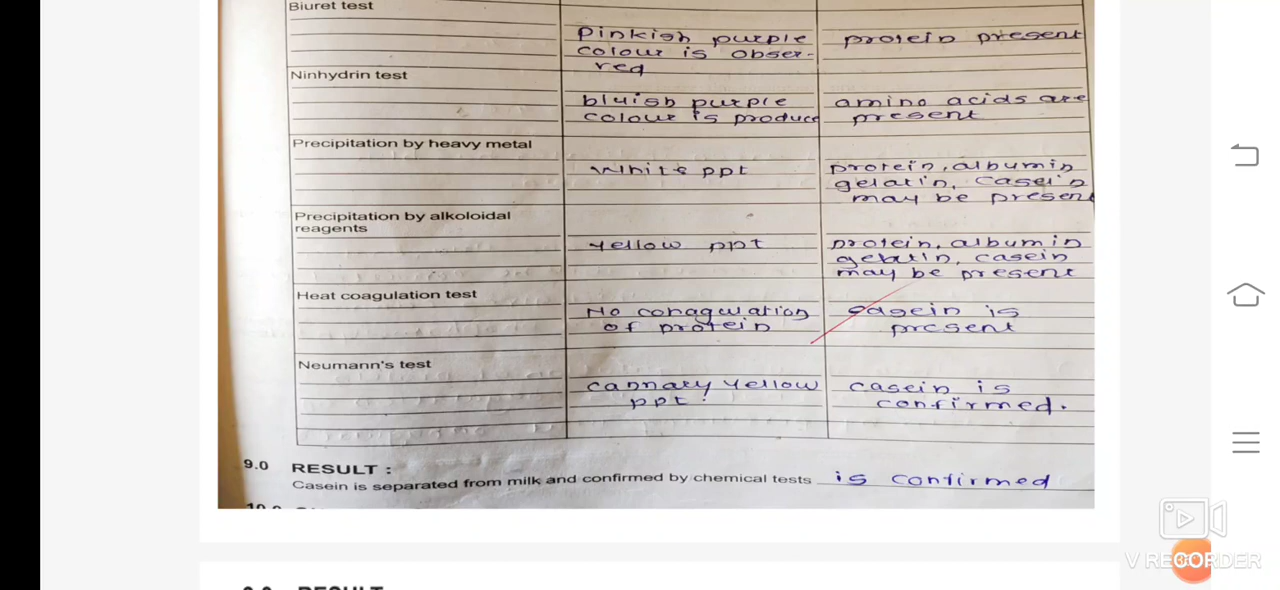 Biuret test
pinkish purple
colour is obser-
red
protein present
Ninhydrin test
bluish purple
colour is produce
amino acids are
present
Precipitation by heavy metal
White ppt
protein, albumin
gelatin, casein
may be present
Precipitation by alkoloidal
reagents
yellow ppt
protein, albumin
gelatin, casein
may be present
Heat coagulation test
No cohagulation
of protein
casein is
present
Neumann's test
cannary yellow
ppt.
casein is
confirmed.
9.0 RESULT :
Casein is separated from milk and confirmed by chemical tests is confirmed
V RECORDER